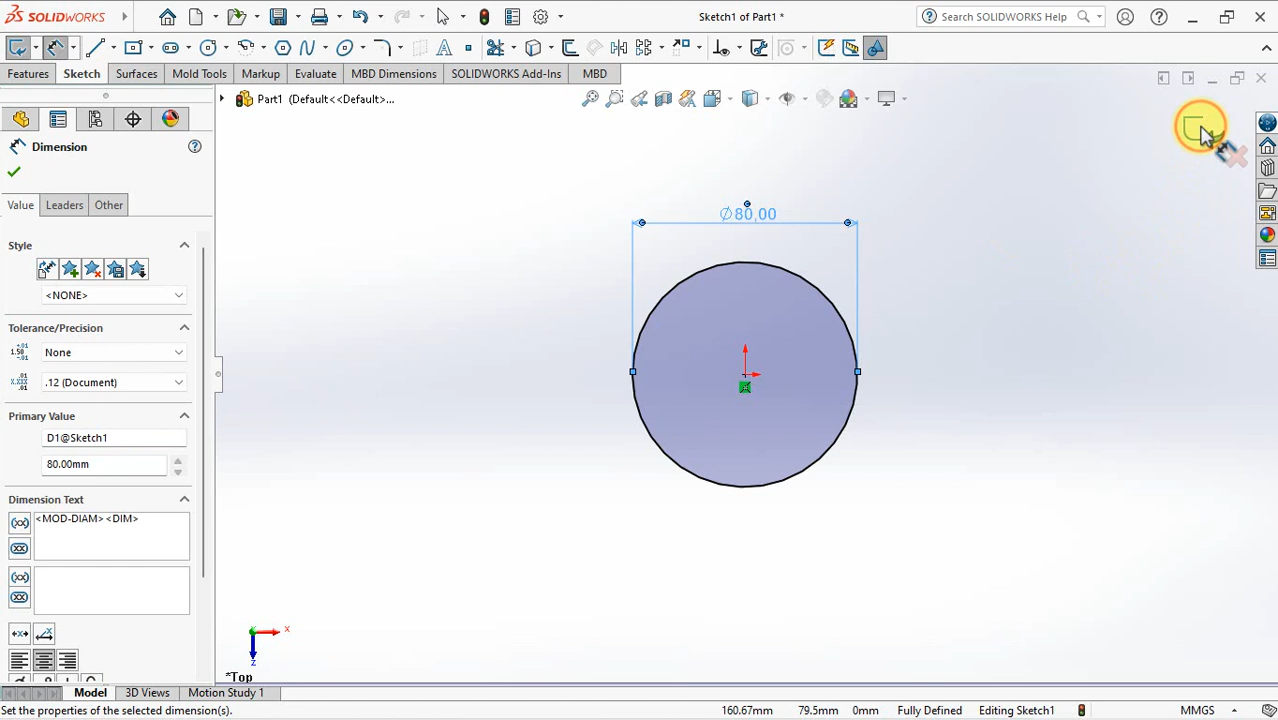 SOLIDWORKS
Sketch1 of Part1 *
Search SOLIDWORKS Help
Features
Sketch
Surfaces
Mold Tools
Markup
Evaluate
MBD Dimensions
SOLIDWORKS Add-Ins
MBD
Part1 (Default<<Default>...
Dimension
Value
Leaders
Other
Style
<NONE>
Tolerance/Precision
None
.12 (Document)
Primary Value
D1@Sketch1
80.00mm
Dimension Text
<MOD-DIAM><DIM>
∅80,00
x
z
*Top
Model
3D Views
Motion Study 1
Set the properties of the selected dimension(s).
160.67mm
79.5mm
0mm
Fully Defined
Editing Sketch1
MMGS